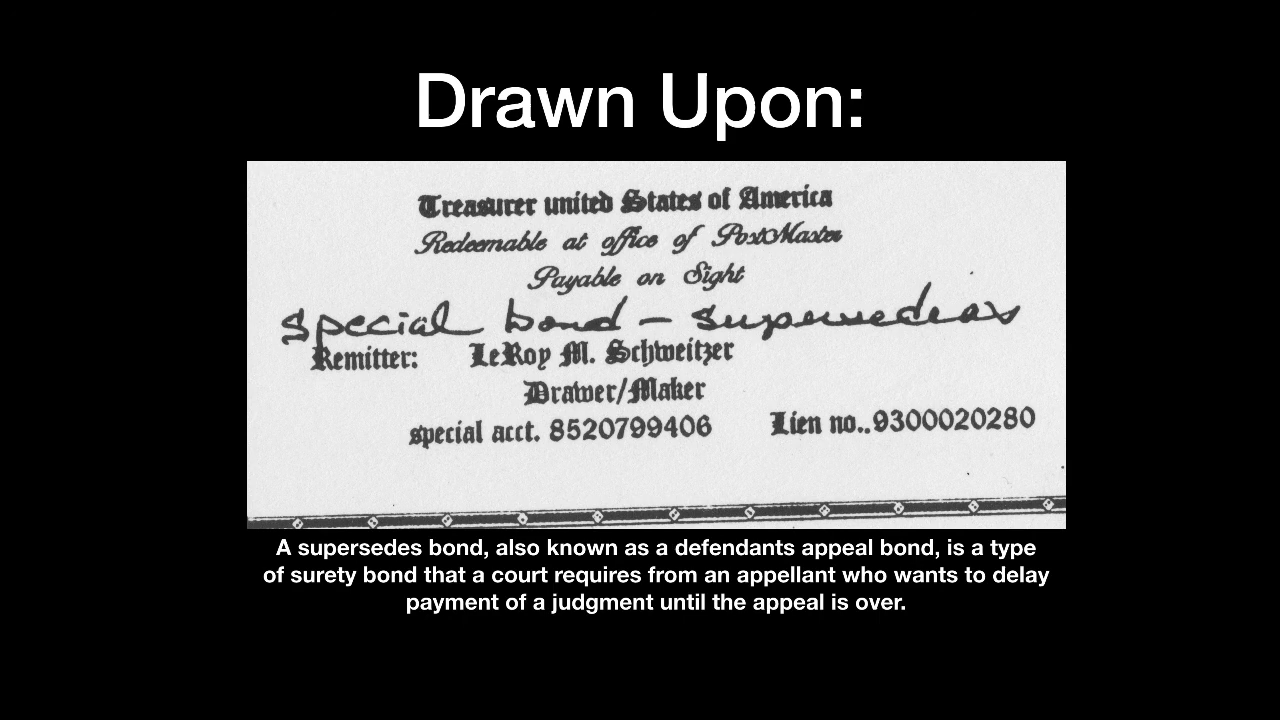 Drawn Upon:
Treasurer united States of America
Redeemable at office of PostMaster
Payable on Sight
special bond - supersedeas
Remitter: LeRoy M. Schweitzer
Drawer/Maker
special acct. 8520799406 Lien no..9300020280
A supersedes bond, also known as a defendants appeal bond, is a type
of surety bond that a court requires from an appellant who wants to delay
payment of a judgment until the appeal is over.